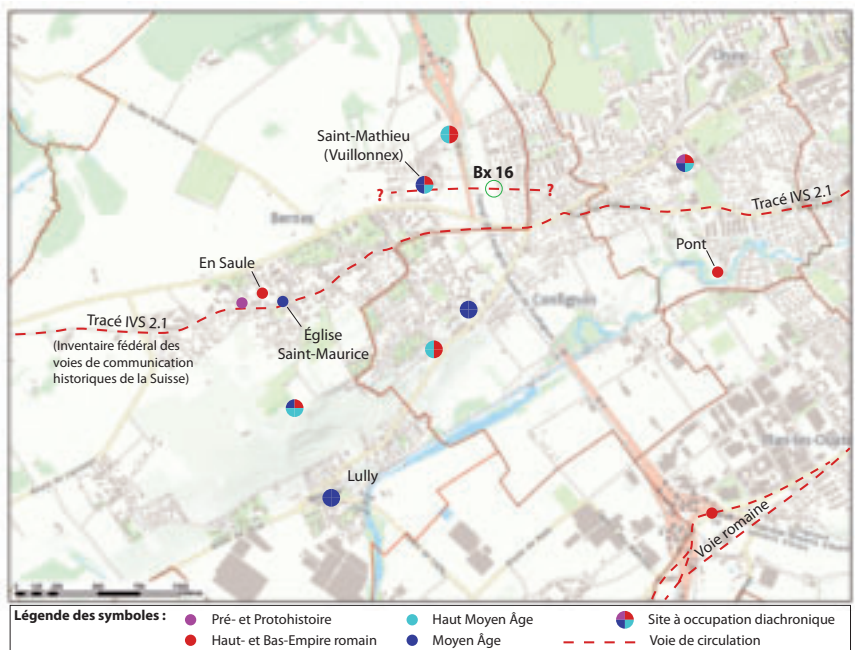 Saint-Mathieu
(Vuillonnex)
Bx 16
?
?
Bernex
Tracé IVS 2.1
Pont
En Saule
Confignon
Tracé IVS 2.1
(Inventaire fédéral des
voies de communication
historiques de la Suisse)
Église
Saint-Maurice
Lully
Voie romaine
Légende des symboles :
Pré- et Protohistoire
Haut Moyen Âge
Site à occupation diachronique
Haut- et Bas-Empire romain
Moyen Âge
Voie de circulation